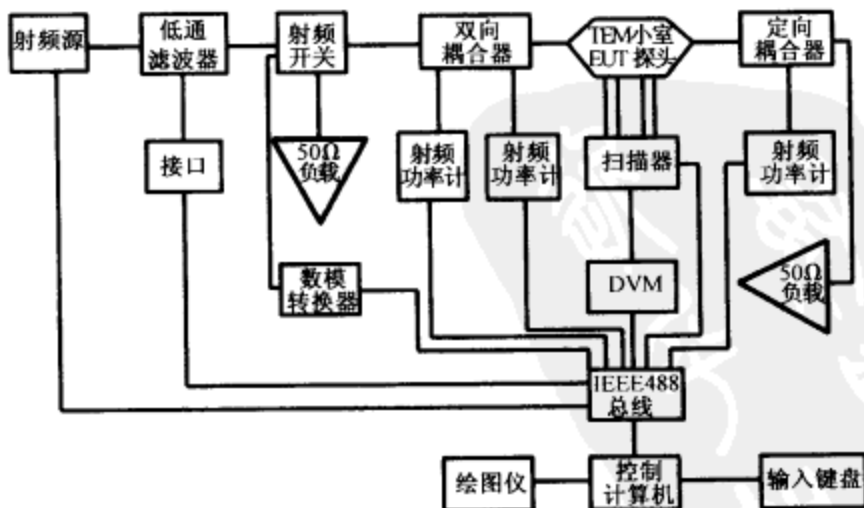 射频源
低通
滤波器
射频
开关
双向
耦合器
TEM小室
EUT 探头
定向
耦合器
接口
50Ω
负载
射频
功率计
射频
功率计
扫描器
射频
功率计
数模
转换器
DVM
50Ω
负载
IEEE488
总线
绘图仪
控制
计算机
输入键盘